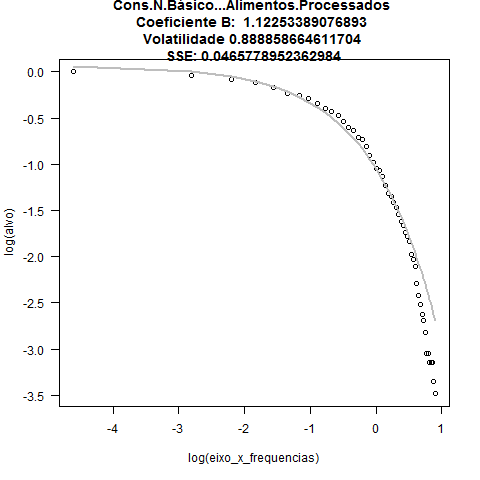 Cons.N.Básico...Alimentos.Processados
Coeficiente B:  1.12253389076893
Volatilidade 0.888858664611704
SSE: 0.0465778952362984
0.0
-0.5
-1.0
-1.5
-2.0
-2.5
-3.0
-3.5
log(alvo)
-4 -3 -2 -1 0 1
log(eixo_x_frequencias)